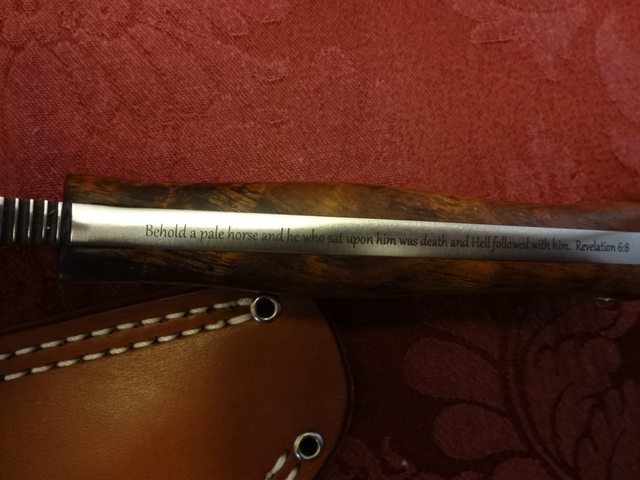 Behold a pale horse and he who sat upon him was death and Hell followed with him. Revelation 6:8